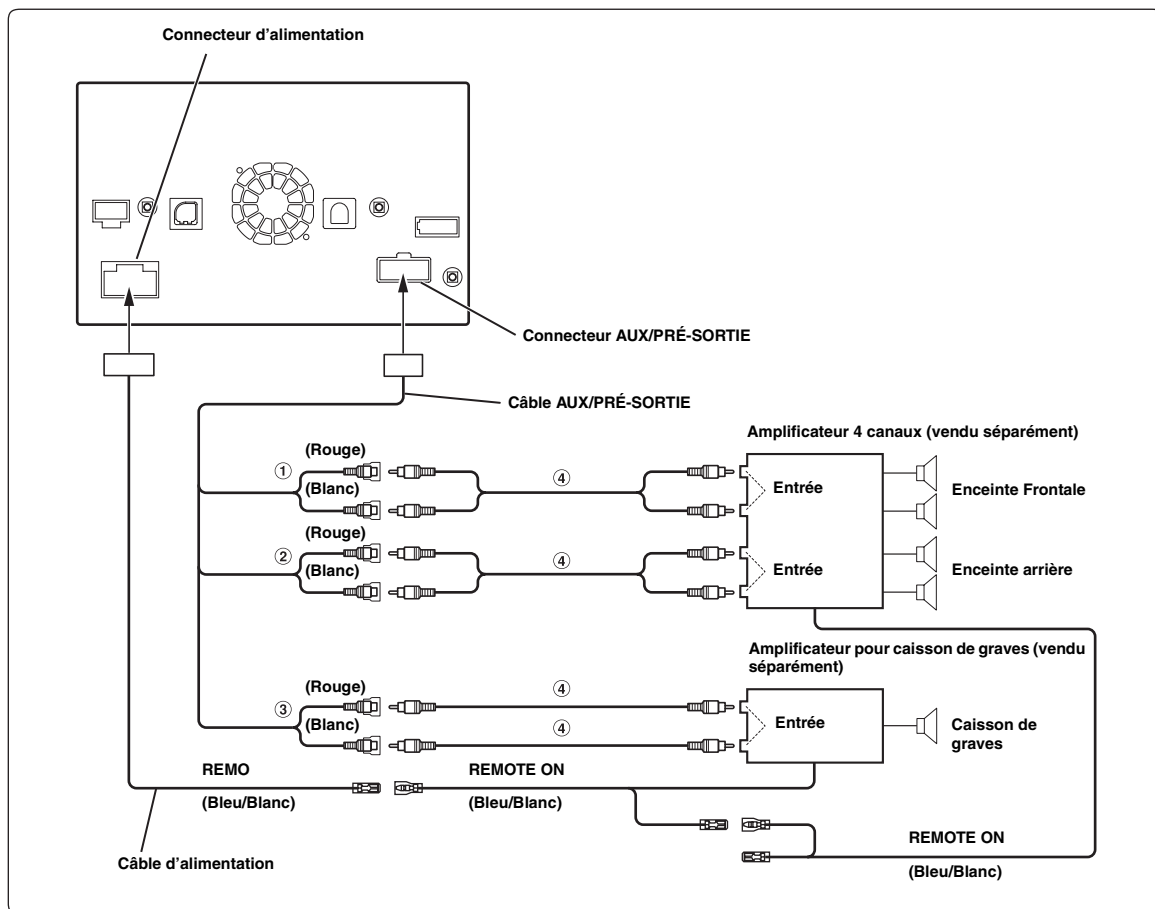 Connecteur d'alimentation
Connecteur AUX/PRÉ-SORTIE
Câble AUX/PRÉ-SORTIE
Amplificateur 4 canaux (vendu séparément)
(Rouge)
①
④
(Blanc)
Entrée
Enceinte Frontale
(Rouge)
②
④
(Blanc)
Entrée
Enceinte arrière
Amplificateur pour caisson de graves (vendu
séparément)
(Rouge)
④
③
(Blanc)
④
Entrée
Caisson de
graves
REMO
(Bleu/Blanc)
REMOTE ON
(Bleu/Blanc)
REMOTE ON
(Bleu/Blanc)
Câble d'alimentation